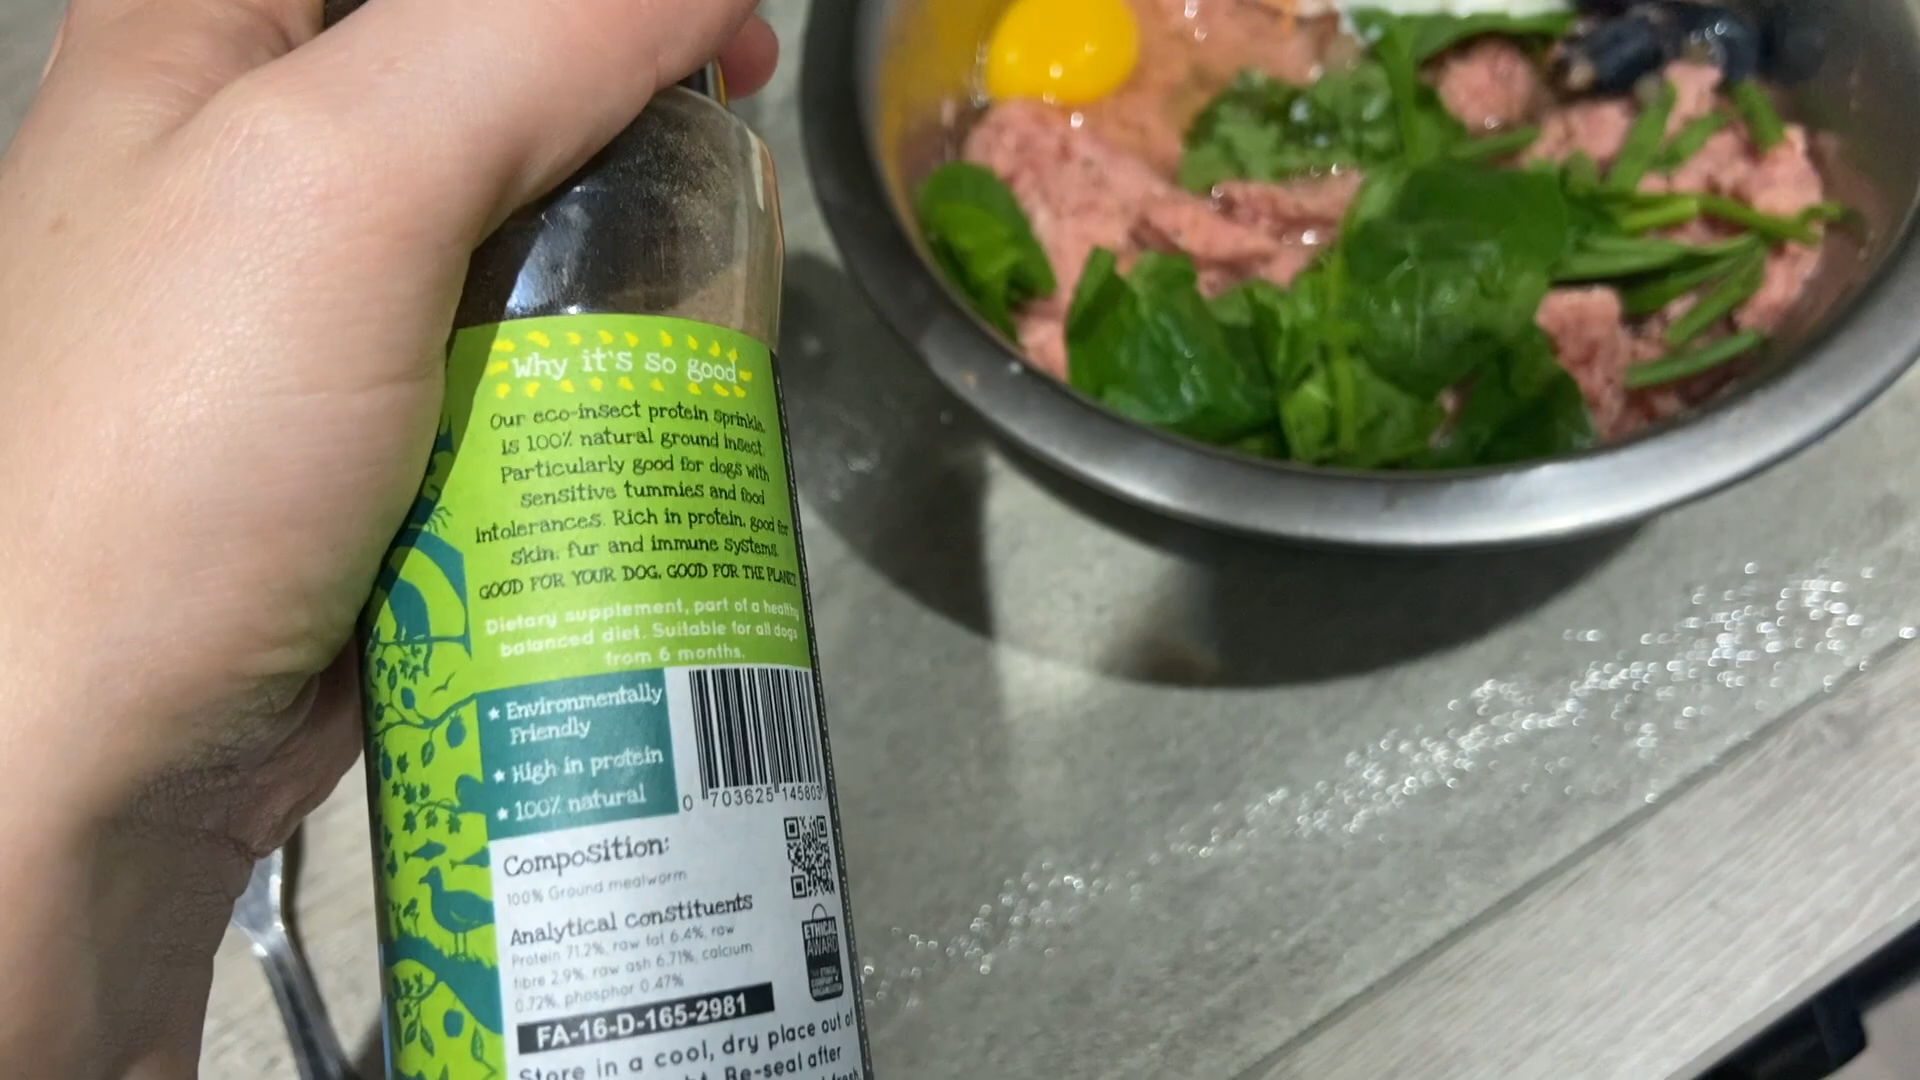 Why it's so good
Our eco-insect protein sprinkle
is 100% natural ground insect.
Particularly good for dogs with
sensitive tummies and food
intolerances. Rich in protein, good for
skin, fur and immune systems.
GOOD FOR YOUR DOG, GOOD FOR THE PLANET
Dietary supplement, part of a healthy
balanced diet. Suitable for all dogs
from 6 months.
★ Environmentally
Friendly
★ High in protein
★ 100% natural
0 703625 145803
Composition:
100% Ground mealworm
Analytical Constituents
Protein 71.2%, raw fat 6.4%, raw
fibre 2.9%, raw ash 6.71%, calcium
0.72%, phosphor 0.47%
ETHICAL
AWARD
FA-16-D-165-2981
Store in a cool, dry place out of
Re-seal after